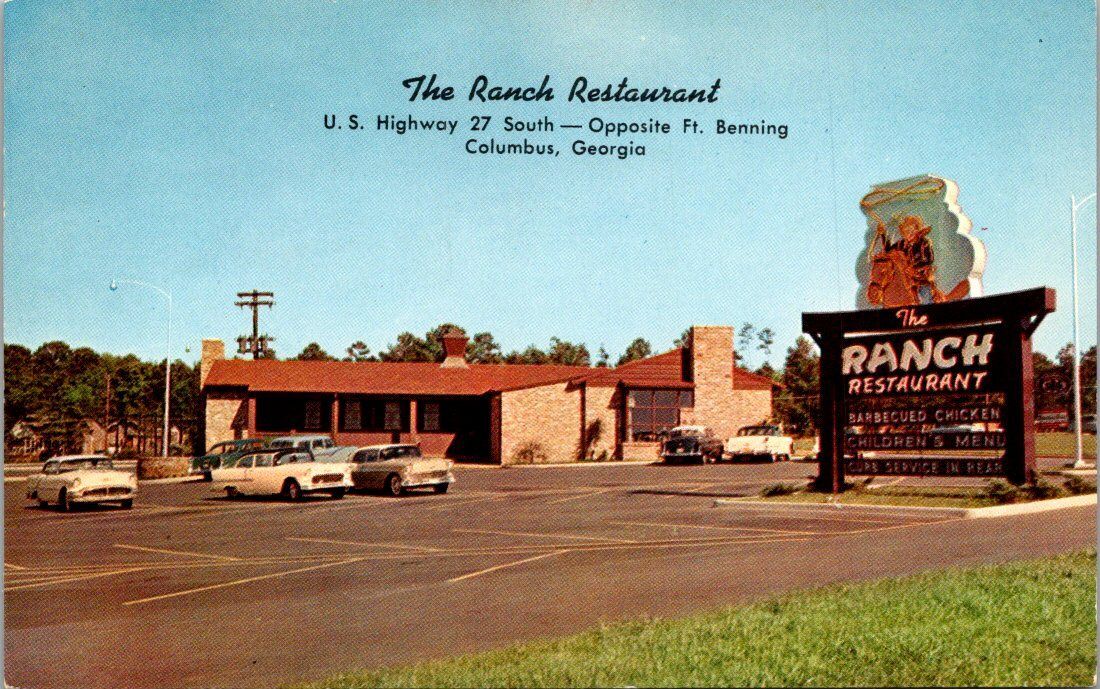 The Ranch Restaurant
U. S. Highway 27 South — Opposite Ft. Benning
Columbus, Georgia
The
RANCH
RESTAURANT
BARBECUED CHICKEN
CHILDREN'S MENU
CURB SERVICE IN REAR